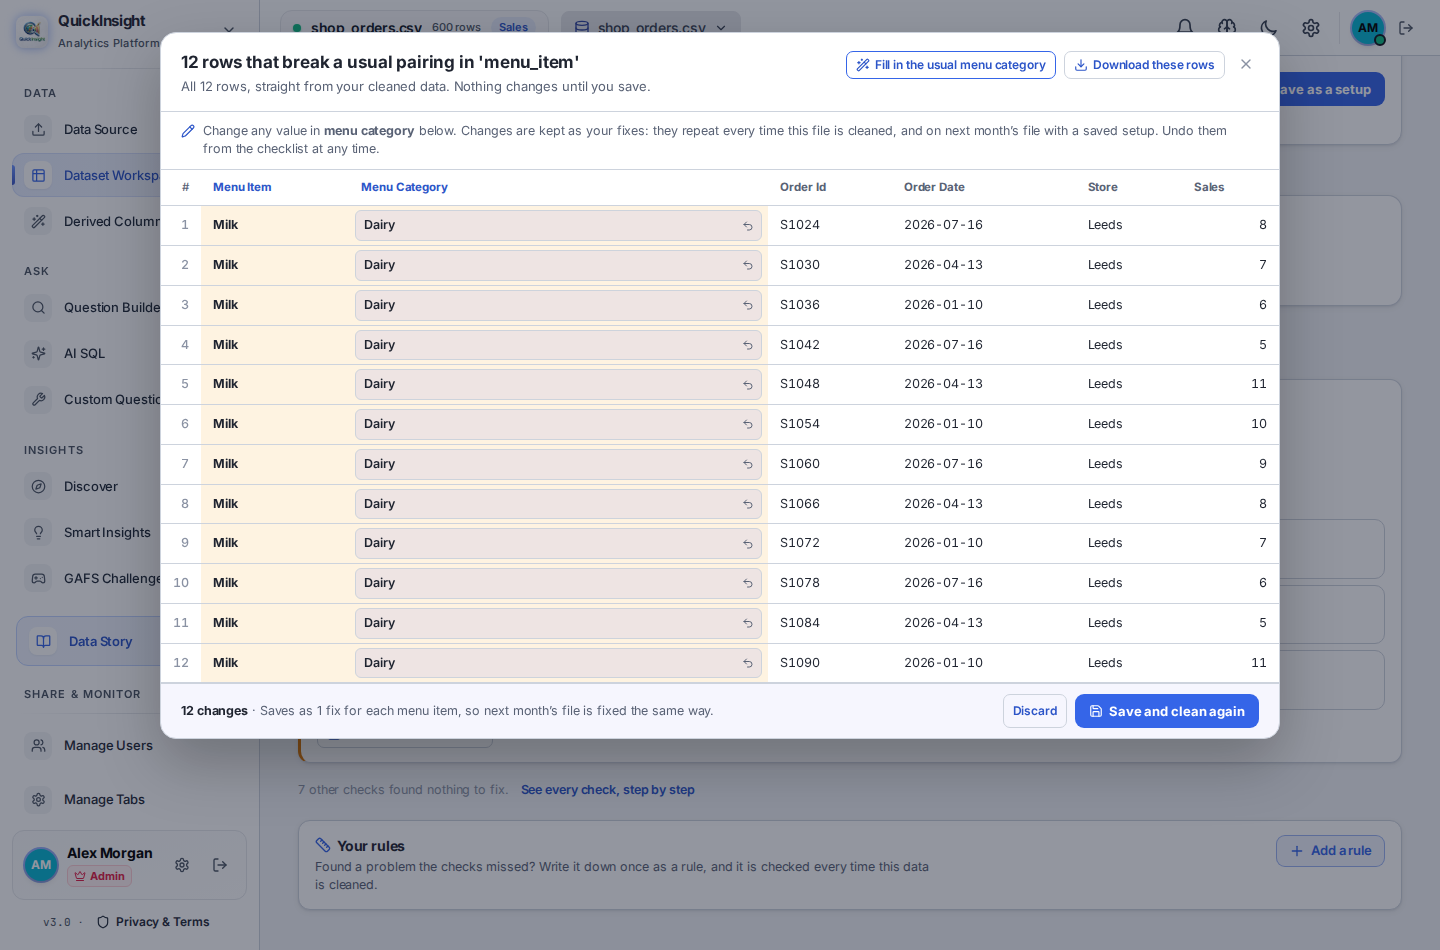 QuickInsight
Analytics Platform
DATA
Data Source
Dataset Worksp
Derived Column
ASK
Question Builde
AI SQL
Custom Questio
INSIGHTS
Discover
Smart Insights
GAFS Challenge
Data Story
SHARE & MONITOR
Manage Users
Manage Tabs
AM
Alex Morgan
Admin
v3.0 ·
Privacy & Terms
shop_orders.csv 600 rows Sales
shop_orders.csv
AM
ave as a setup
12 rows that break a usual pairing in 'menu_item'
All 12 rows, straight from your cleaned data. Nothing changes until you save.
Fill in the usual menu category
Download these rows
Change any value in menu category below. Changes are kept as your fixes: they repeat every time this file is cleaned, and on next month's file with a saved setup. Undo them
from the checklist at any time.
# Menu Item Menu Category Order Id Order Date Store Sales
1 Milk Dairy S1024 2026-07-16 Leeds 8
2 Milk Dairy S1030 2026-04-13 Leeds 7
3 Milk Dairy S1036 2026-01-10 Leeds 6
4 Milk Dairy S1042 2026-07-16 Leeds 5
5 Milk Dairy S1048 2026-04-13 Leeds 11
6 Milk Dairy S1054 2026-01-10 Leeds 10
7 Milk Dairy S1060 2026-07-16 Leeds 9
8 Milk Dairy S1066 2026-04-13 Leeds 8
9 Milk Dairy S1072 2026-01-10 Leeds 7
10 Milk Dairy S1078 2026-07-16 Leeds 6
11 Milk Dairy S1084 2026-04-13 Leeds 5
12 Milk Dairy S1090 2026-01-10 Leeds 11
12 changes · Saves as 1 fix for each menu item, so next month's file is fixed the same way.
Discard
Save and clean again
7 other checks found nothing to fix. See every check, step by step
Your rules
Found a problem the checks missed? Write it down once as a rule, and it is checked every time this data
is cleaned.
Add a rule